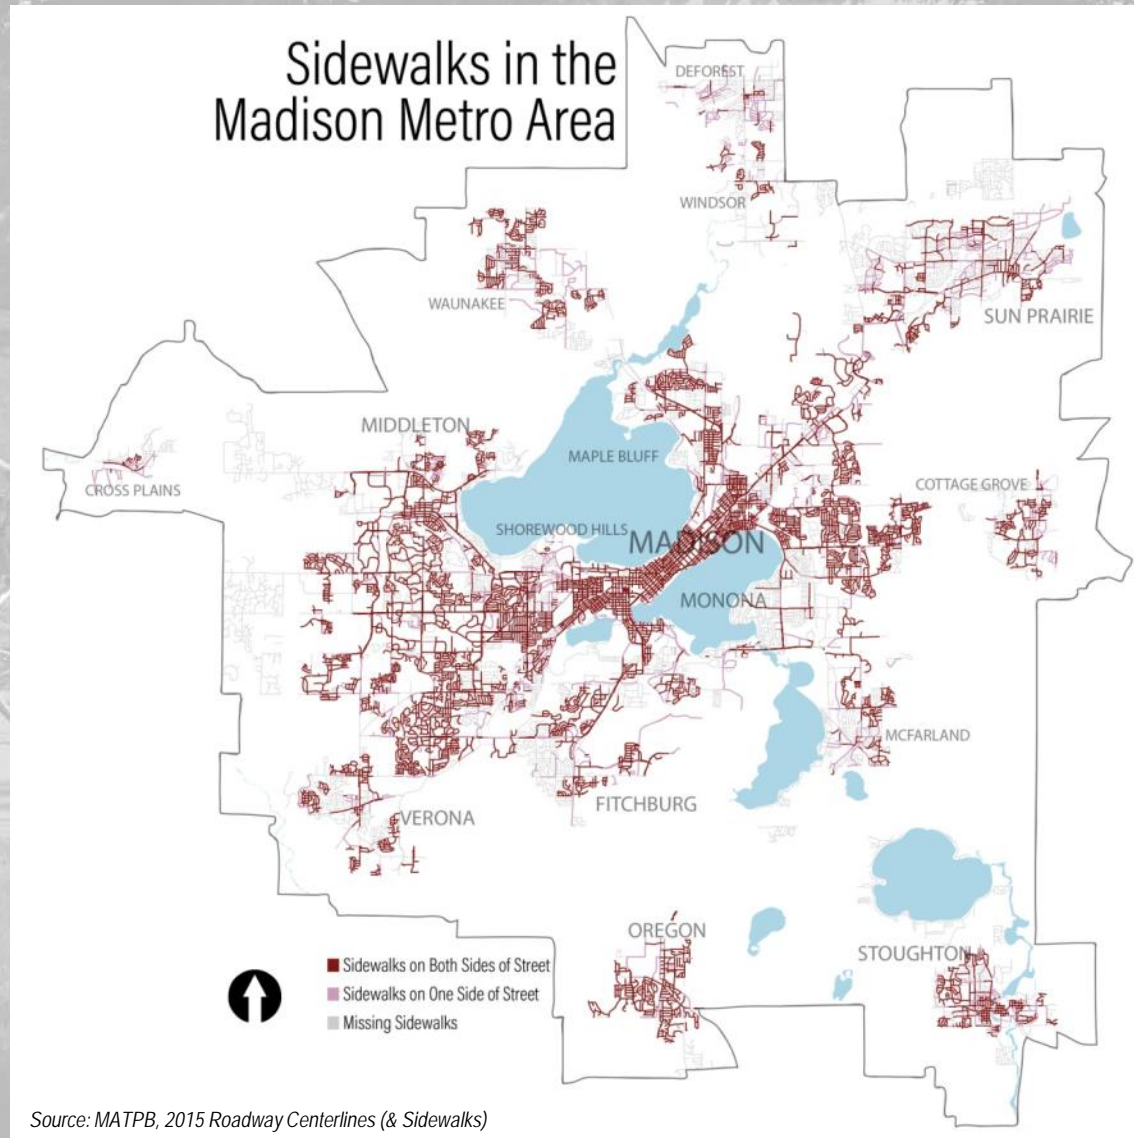 Sidewalks in the
Madison Metro Area
DEFOREST
WINDSOR
WAUNAKEE
SUN PRAIRIE
MIDDLETON
MAPLE BLUFF
CROSS PLAINS
COTTAGE GROVE
SHOREWOOD HILLS
MADISON
MONONA
MCFARLAND
FITCHBURG
VERONA
OREGON
STOUGHTON
Sidewalks on Both Sides of Street
Sidewalks on One Side of Street
Missing Sidewalks
Source: MATPB, 2015 Roadway Centerlines (& Sidewalks)